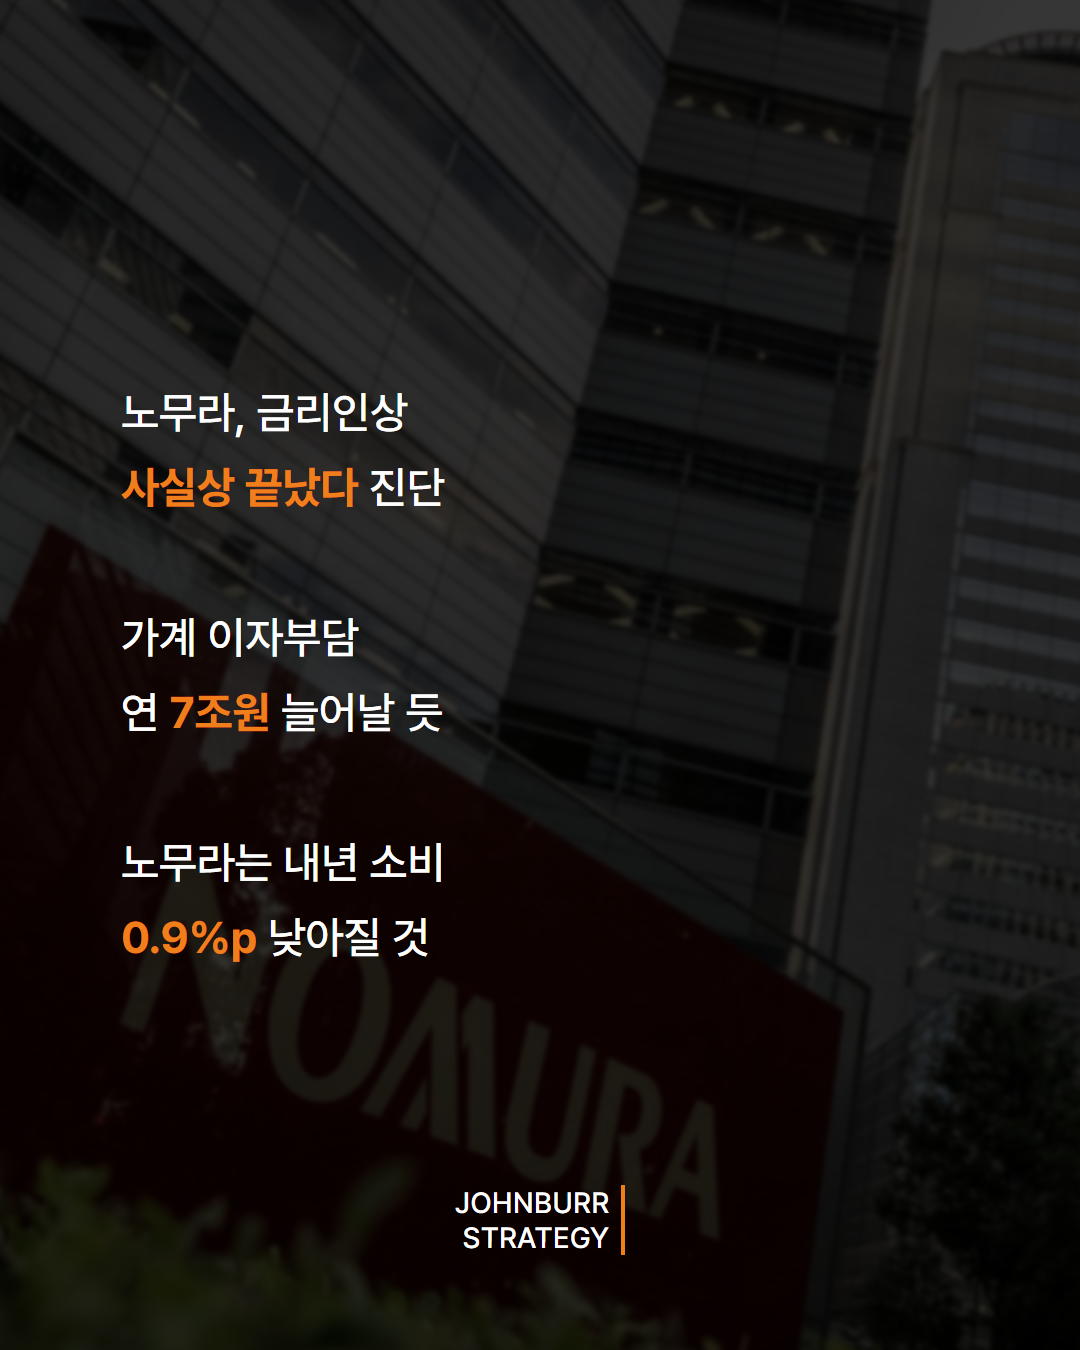 노무라, 금리인상
사실상 끝났다 진단
가계 이자부담
연 7조원 늘어날 듯
노무라는 내년 소비
0.9%p 낮아질 것
NOMURA
JOHNBURR
STRATEGY